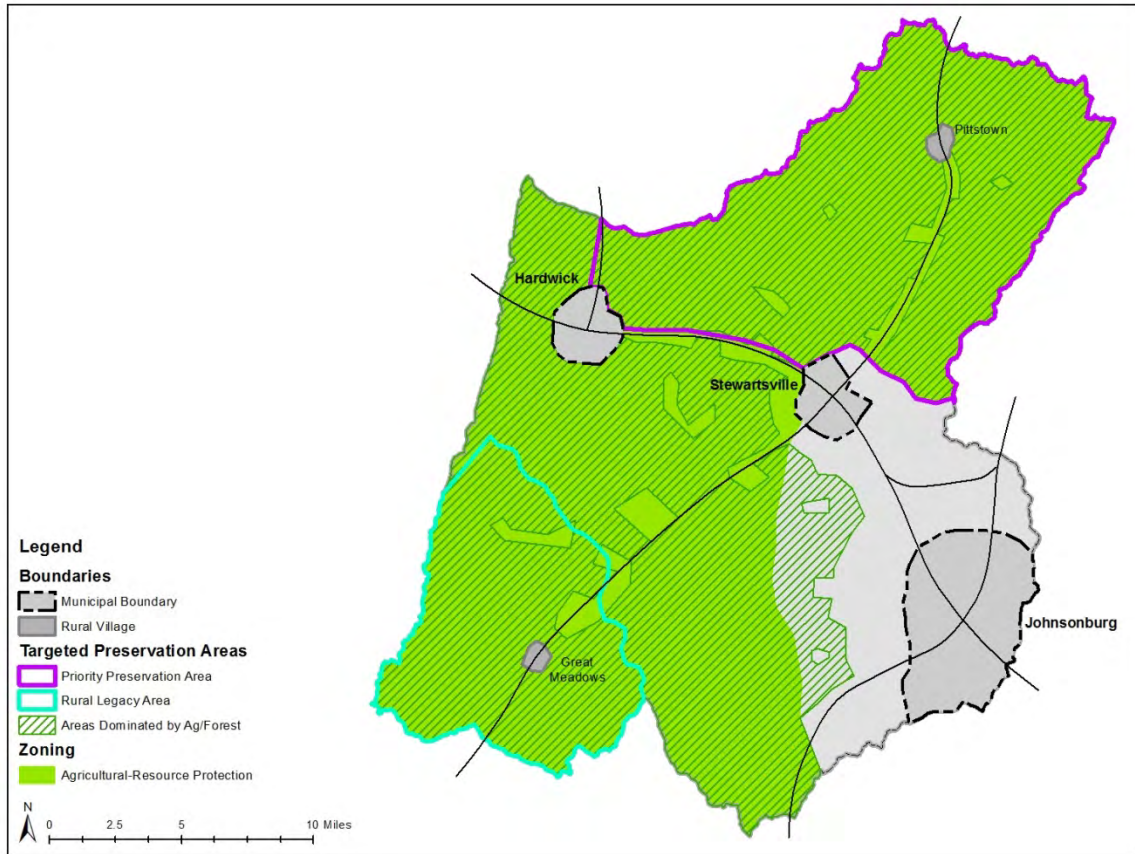 Pittstown
Hardwick
Stewartsville
Johnsonburg
Great
Meadows
Legend
Boundaries
Municipal Boundary
Rural Village
Targeted Preservation Areas
Priority Preservation Area
Rural Legacy Area
Areas Dominated by Ag/Forest
Zoning
Agricultural-Resource Protection
N
0 2.5 5 10 Miles